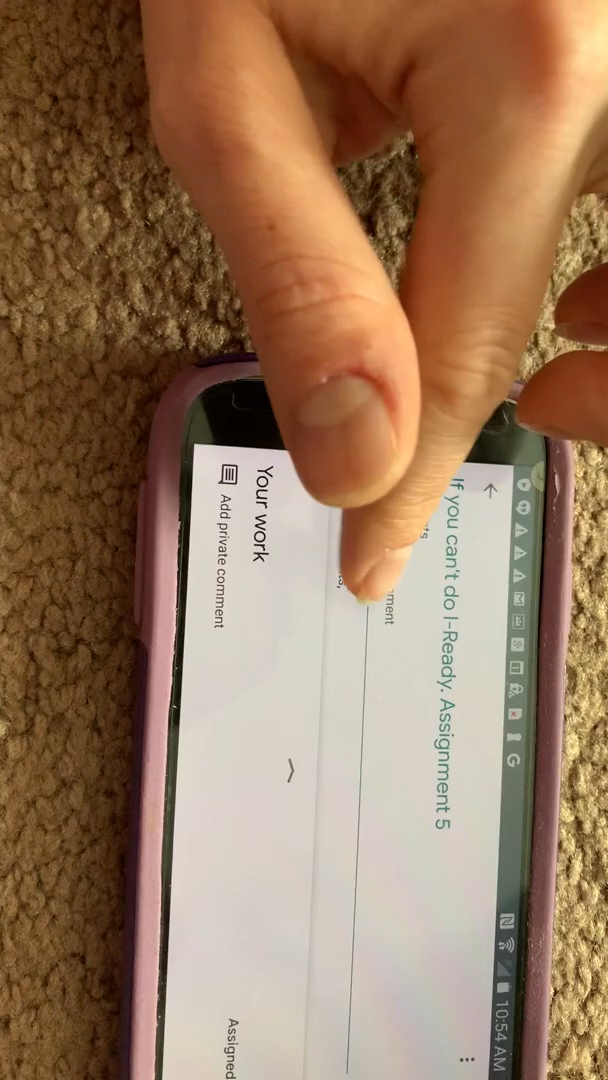 10:54 AM
If you can't do I-Ready. Assignment 5
Your work
Assigned
Add private comment